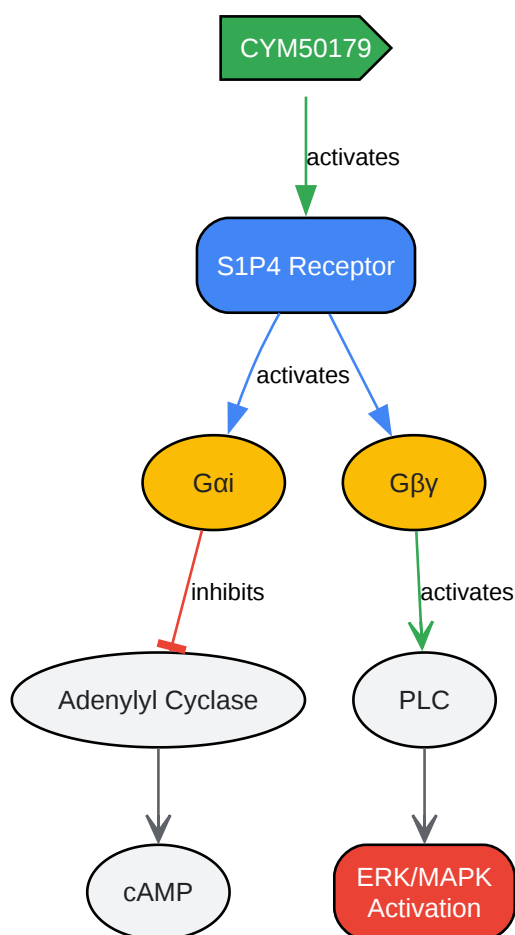 CYM50179
activates
S1P4 Receptor
activates
Gαi
Gβγ
inhibits
activates
Adenylyl Cyclase
PLC
cAMP
ERK/MAPK
Activation